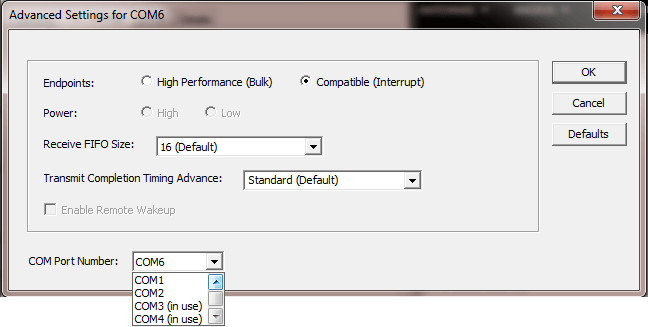 Advanced Settings for COM6
Endpoints: High Performance (Bulk) Compatible (Interrupt) OK
Power: High Low Cancel
Receive FIFO Size: 16 (Default) Defaults
Transmit Completion Timing Advance: Standard (Default)
Enable Remote Wakeup
COM Port Number: COM6
COM1
COM2
COM3 (in use)
COM4 (in use)